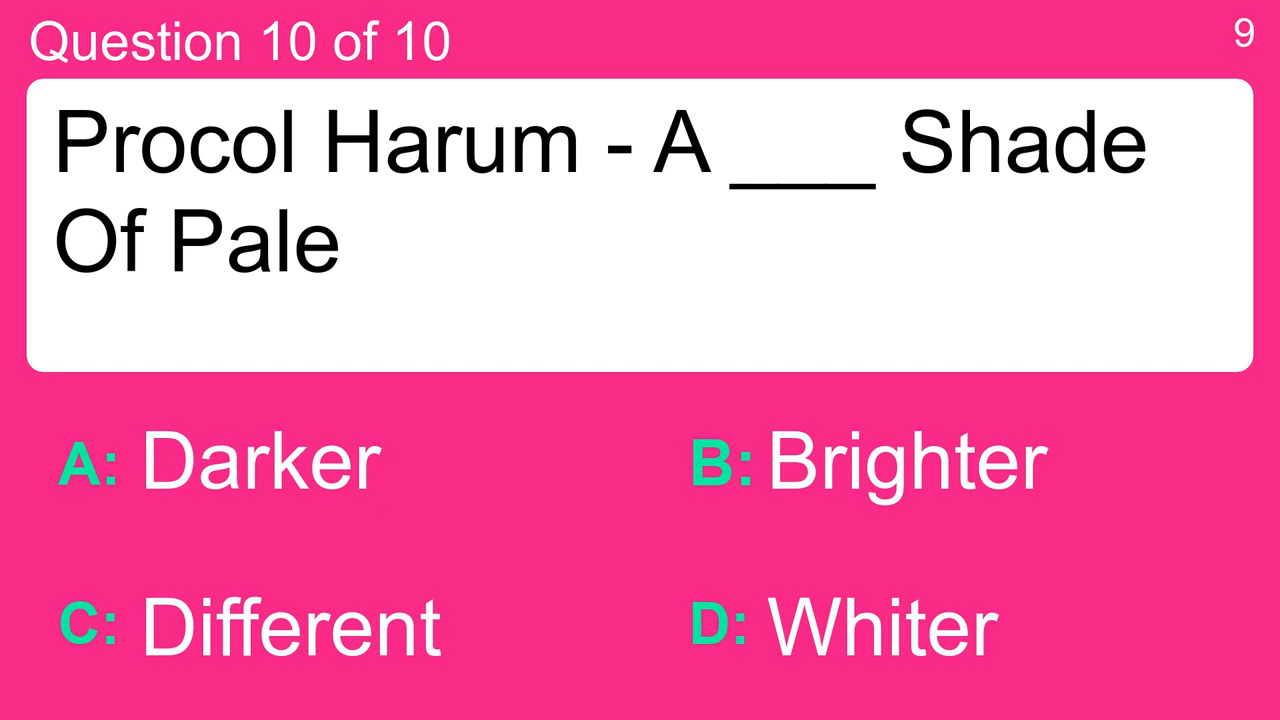 Question 10 of 10
9
Procol Harum - A ___ Shade
Of Pale
A: Darker
B: Brighter
C: Different
D: Whiter